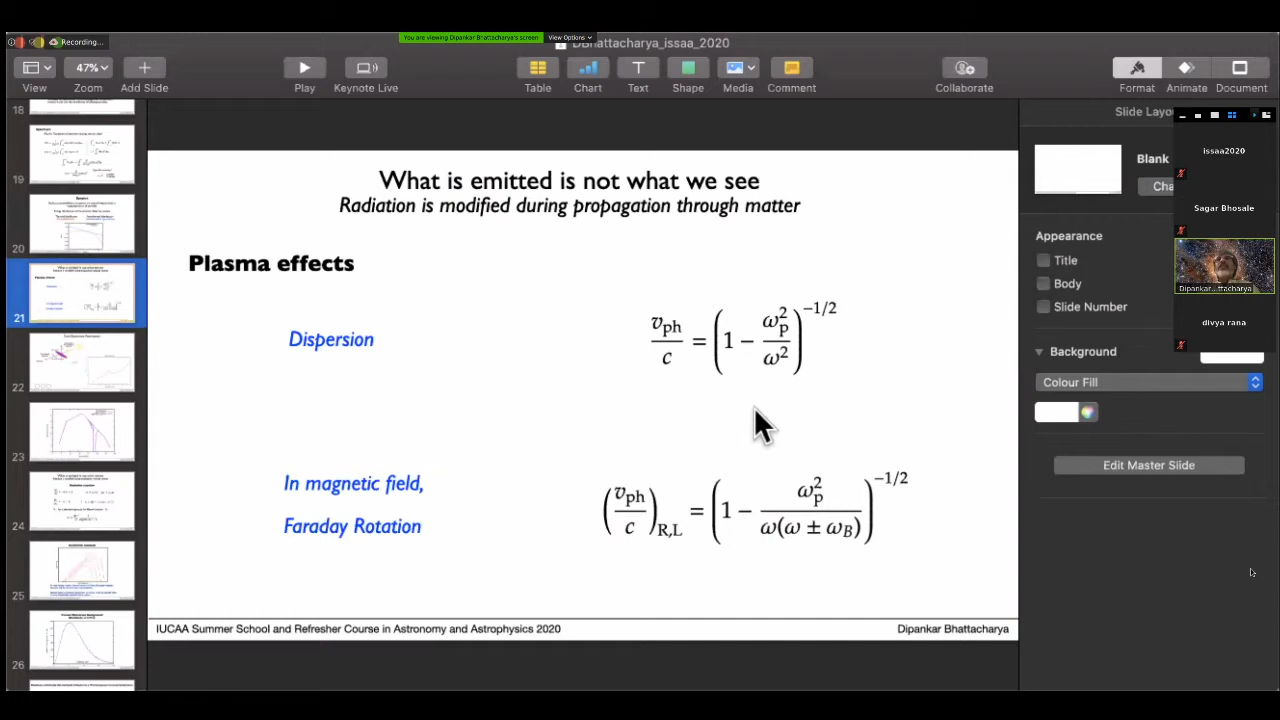 Recording...
You are viewing Dipankar Bhattacharya's screen
View Options
DBhattacharya_issaa_2020
47%
View
Zoom
Add Slide
Play
Keynote Live
Table
Chart
Text
Shape
Media
Comment
Collaborate
Format
Animate
Document
18
19
20
21
22
23
24
25
26
What is emitted is not what we see
Radiation is modified during propagation through matter
Plasma effects
Dispersion
v_ph/c = (1 − ω_p²/ω²)^−1/2
In magnetic field,
Faraday Rotation
(v_ph/c)_R,L = (1 − ω_p²/ω(ω ± ω_B))^−1/2
IUCAA Summer School and Refresher Course in Astronomy and Astrophysics 2020
Dipankar Bhattacharya
Slide Layo
Blank
Cha
Appearance
Title
Body
Slide Number
Background
Colour Fill
Edit Master Slide
issaa2020
Sagar Bhosale
Dipankar...ttacharya
divya rana